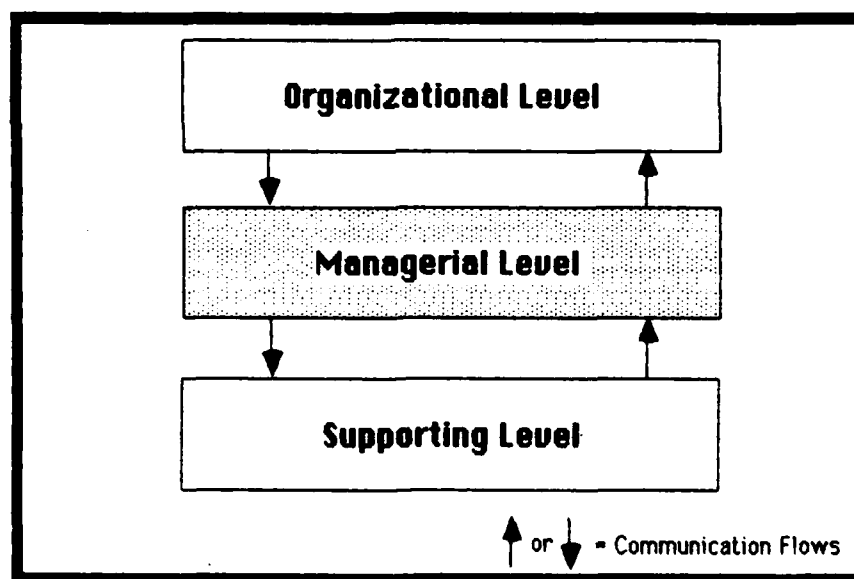 Organizational Level
Managerial Level
Supporting Level
or = Communication Flows